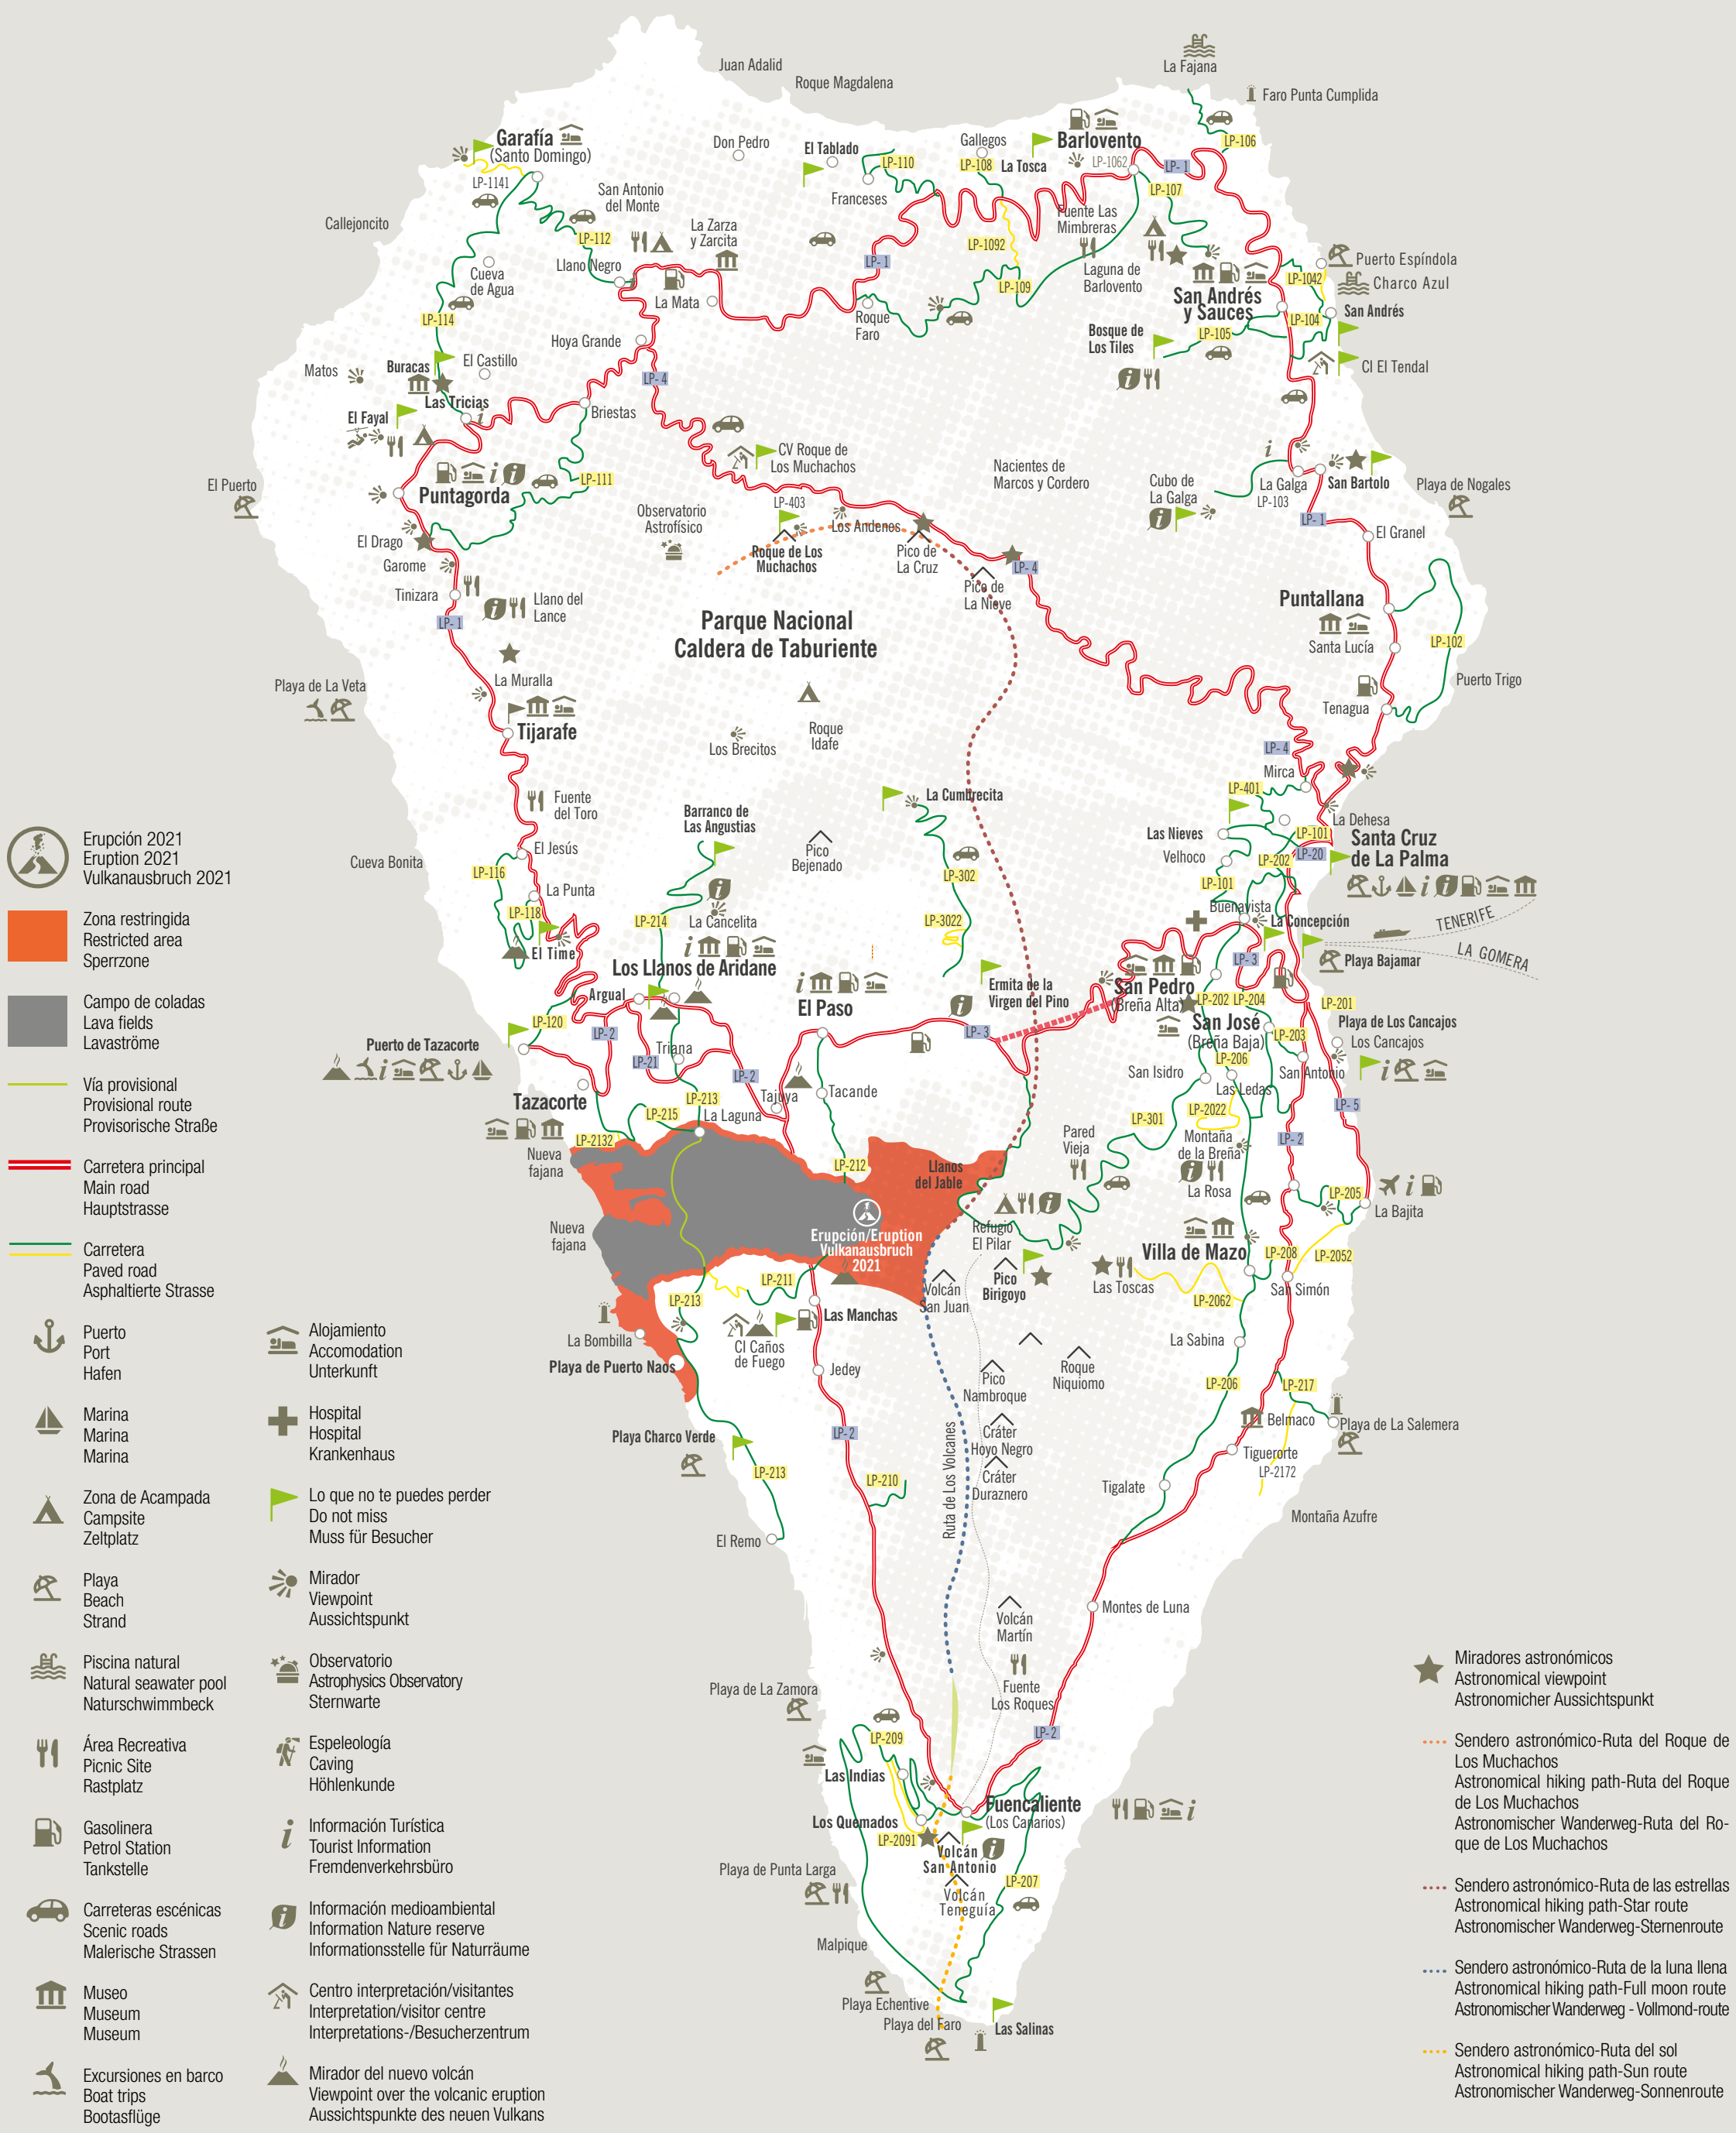 Juan Adalid
Roque Magdalena
La Fajana
Faro Punta Cumplida
Garafía
(Santo Domingo)
Don Pedro
El Tablado
LP-110
Gallegos
LP-108
La Tosca
Barlovento
LP-1062
LP- 1
LP-106
LP-107
LP-1141
San Antonio
del Monte
Franceses
Callejoncito
LP-112
La Zarza
y Zarcita
LP- 1
LP-1092
Fuente Las
Mimbreras
Llano Negro
Cueva
de Agua
La Mata
LP-109
Laguna de
Barlovento
Puerto Espíndola
LP-1042
Charco Azul
San Andrés
y Sauces
San Andrés
LP-104
LP-114
Roque
Faro
Bosque de
Los Tiles
LP-105
Hoya Grande
Matos
Buracas
El Castillo
CI El Tendal
LP- 4
Las Tricias
El Fayal
Briestas
CV Roque de
Los Muchachos
Nacientes de
Marcos y Cordero
LP-111
Puntagorda
El Puerto
LP-403
Cubo de
La Galga
La Galga
LP-103
San Bartolo
Playa de Nogales
Observatorio
Astrofísico
Los Andenes
LP- 1
El Granel
El Drago
Roque de Los
Muchachos
Pico de
La Cruz
LP- 4
Garome
Pico de
La Nieve
Tinizara
Llano del
Lance
LP- 1
Puntallana
Parque Nacional
Caldera de Taburiente
Santa Lucía
LP-102
La Muralla
Puerto Trigo
Playa de La Veta
Tenagua
Tijarafe
Roque
Idafe
Los Brecitos
LP- 4
Mirca
LP-401
Fuente
del Toro
La Cumbrecita
Barranco de
Las Angustias
La Dehesa
Las Nieves
LP-101
Santa Cruz
de La Palma
LP-20
El Jesús
Pico
Bejenado
Velhoco
LP-202
Cueva Bonita
LP-116
LP-302
LP-101
La Punta
LP-118
LP-214
La Cancelita
LP-3022
Buenavista
La Concepción
TENERIFE
LA GOMERA
El Time
LP- 3
Playa Bajamar
Los Llanos de Aridane
Argual
El Paso
Ermita de la
Virgen del Pino
San Pedro
(Breña Alta)
LP-202
LP-204
LP-201
LP-120
LP- 2
LP- 3
San José
(Breña Baja)
LP-203
Playa de Los Cancajos
Los Cancajos
Puerto de Tazacorte
Triana
LP-21
LP- 2
LP-206
San Isidro
San Antonio
Las Ledas
Tazacorte
LP-213
Tajuya
Tacande
LP-215
La Laguna
LP-301
LP-2022
LP- 5
LP-2132
Pared
Vieja
Montaña
de la Breña
LP- 2
Nueva
fajana
LP-212
Llanos
del Jable
La Rosa
LP-205
La Bajita
Nueva
fajana
Erupción/Eruption
Vulkanausbruch
2021
Refugio
El Pilar
Villa de Mazo
LP-208
LP-2052
LP-211
LP-213
Volcán
San Juan
Pico
Birigoyo
Las Toscas
LP-2062
San Simón
La Bombilla
Las Manchas
CI Caños
de Fuego
La Sabina
Playa de Puerto Naos
Jedey
Pico
Nambroque
Roque
Niquiomo
LP-206
LP-217
Belmaco
Playa de La Salemera
Playa Charco Verde
LP- 2
Cráter
Hoyo Negro
Tiguerorte
LP-213
LP-210
Cráter
Duraznero
LP-2172
Tigalate
Ruta de Los Volcanes
Montaña Azufre
El Remo
Montes de Luna
Volcán
Martín
Fuente
Los Roques
Playa de La Zamora
LP- 2
LP-209
Las Indias
Fuencaliente
(Los Canarios)
Los Quemados
LP-2091
Volcán
San Antonio
Playa de Punta Larga
LP-207
Volcán
Teneguía
Malpique
Playa Echentive
Playa del Faro
Las Salinas
Erupción 2021
Eruption 2021
Vulkanausbruch 2021
Zona restringida
Restricted area
Sperrzone
Campo de coladas
Lava fields
Lavaströme
Vía provisional
Provisional route
Provisorische Straße
Carretera principal
Main road
Hauptstrasse
Carretera
Paved road
Asphaltierte Strasse
Puerto
Port
Hafen
Marina
Marina
Marina
Zona de Acampada
Campsite
Zeltplatz
Playa
Beach
Strand
Piscina natural
Natural seawater pool
Naturschwimmbeck
Área Recreativa
Picnic Site
Rastplatz
Gasolinera
Petrol Station
Tankstelle
Carreteras escénicas
Scenic roads
Malerische Strassen
Museo
Museum
Museum
Excursiones en barco
Boat trips
Bootasflüge
Alojamiento
Accomodation
Unterkunft
Hospital
Hospital
Krankenhaus
Lo que no te puedes perder
Do not miss
Muss für Besucher
Mirador
Viewpoint
Aussichtspunkt
Observatorio
Astrophysics Observatory
Sternwarte
Espeleología
Caving
Höhlenkunde
Información Turística
Tourist Information
Fremdenverkehrsbüro
Información medioambiental
Information Nature reserve
Informationsstelle für Naturräume
Centro interpretación/visitantes
Interpretation/visitor centre
Interpretations-/Besucherzentrum
Mirador del nuevo volcán
Viewpoint over the volcanic eruption
Aussichtspunkte des neuen Vulkans
Miradores astronómicos
Astronomical viewpoint
Astronomicher Aussichtspunkt
Sendero astronómico-Ruta del Roque de
Los Muchachos
Astronomical hiking path-Ruta del Roque
de Los Muchachos
Astronomischer Wanderweg-Ruta del Ro-
que de Los Muchachos
Sendero astronómico-Ruta de las estrellas
Astronomical hiking path-Star route
Astronomischer Wanderweg-Sternenroute
Sendero astronómico-Ruta de la luna llena
Astronomical hiking path-Full moon route
Astronomischer Wanderweg - Vollmond-route
Sendero astronómico-Ruta del sol
Astronomical hiking path-Sun route
Astronomischer Wanderweg-Sonnenroute